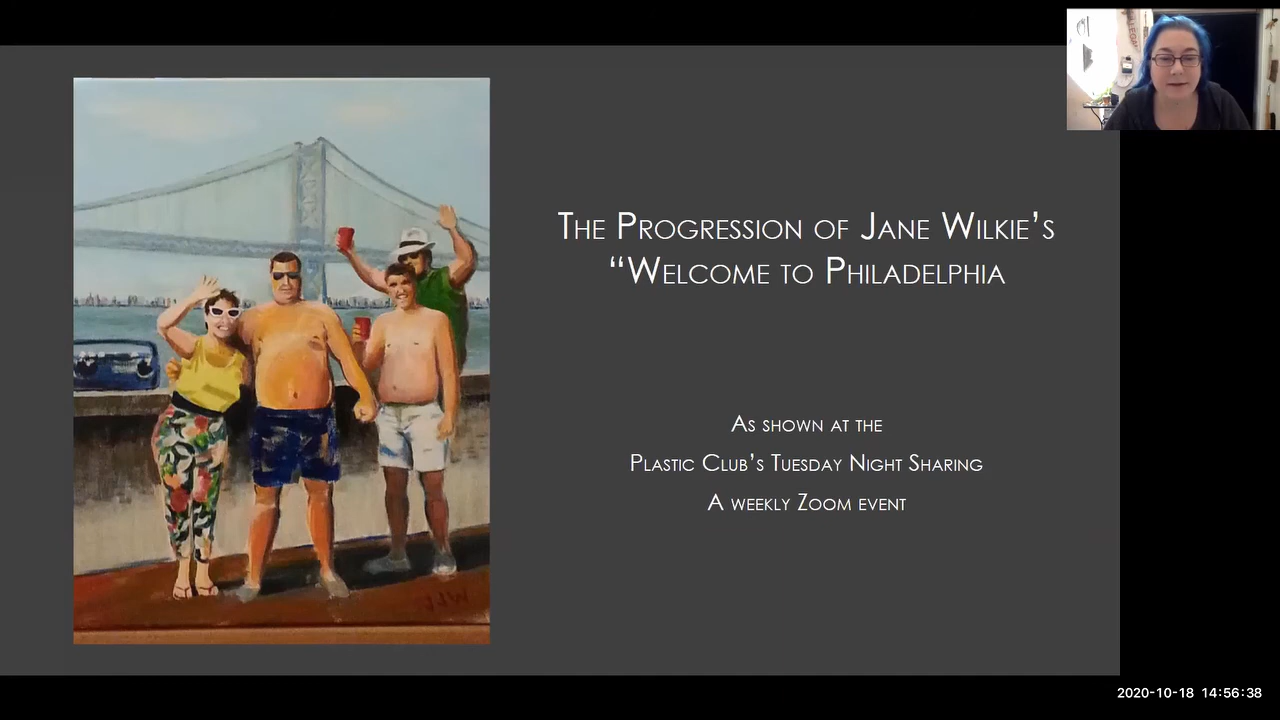 The Progression of Jane Wilkie’s
“Welcome to Philadelphia
As shown at the
Plastic Club’s Tuesday Night Sharing
A weekly Zoom event
2020-10-18 14:56:38